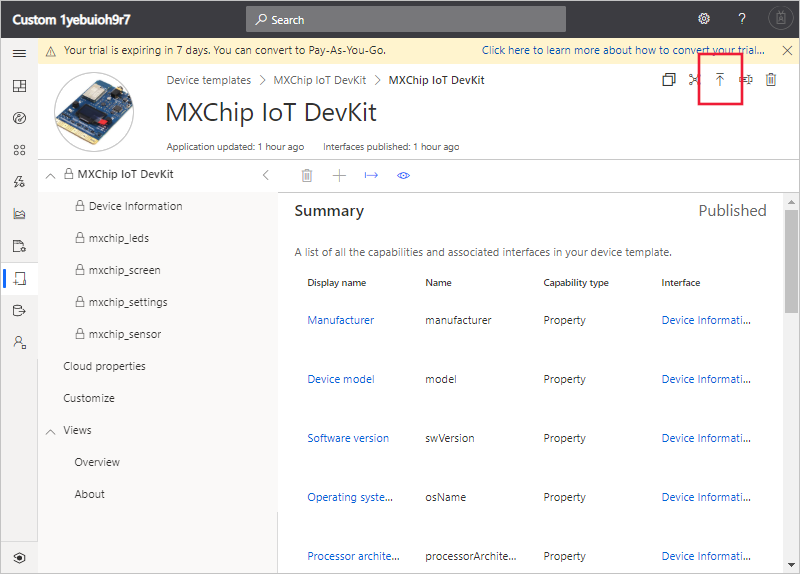 Custom 1yebuioh9r7
Search
?
Your trial is expiring in 7 days. You can convert to Pay-As-You-Go.
Click here to learn more about how to convert your trial...
Device templates > MXChip IoT DevKit > MXChip IoT DevKit
MXChip IoT DevKit
Application updated: 1 hour ago
Interfaces published: 1 hour ago
MXChip IoT DevKit
Device Information
mxchip_leds
mxchip_screen
mxchip_settings
mxchip_sensor
Cloud properties
Customize
Views
Overview
About
Summary
Published
A list of all the capabilities and associated interfaces in your device template.
Display name Name Capability type Interface
Manufacturer manufacturer Property Device Informati...
Device model model Property Device Informati...
Software version swVersion Property Device Informati...
Operating syste... osName Property Device Informati...
Processor archite... processorArchite... Property Device Informati...